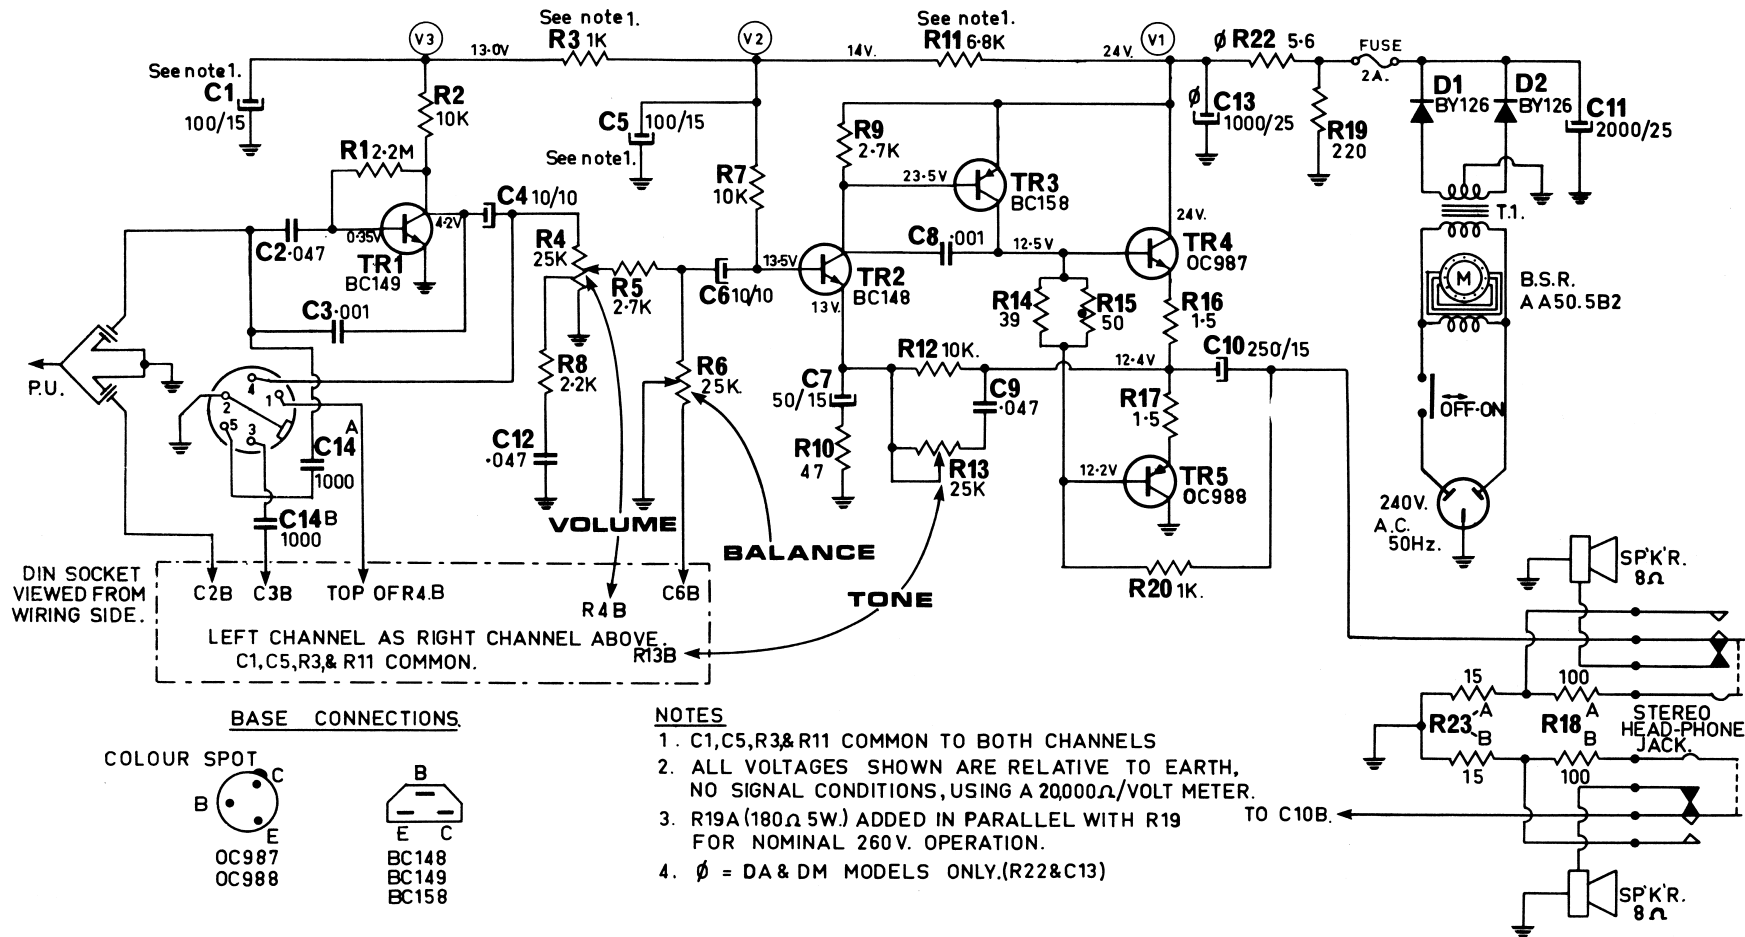 See note 1.
See note 1.
V3
13·0V
R3 1K
V2
14V.
R11 6·8K
24V.
V1
ϕ R22 5·6
FUSE
2A.
See note 1.
C1
100/15
R2
10K
C5
100/15
See note 1.
R9
2·7K
ϕ C13
1000/25
R19
220
D1
BY126
D2
BY126
C11
2000/25
R1 2·2M
R7
10K
23·5V
TR3
BC158
T.1.
C4 10/10
4·2V
0·35V
TR1
BC149
C2 ·047
R4
25K
R5
2·7K
C6 10/10
13·5V
TR2
BC148
13V.
C8 ·001
12·5V
24V.
TR4
OC987
M
B.S.R.
AA50.5B2
C3 ·001
R14
39
R15
50
R16
1·5
P.U.
4
1
2
5
3
A
R8
2·2K
R6
25K.
C7
50/15
R12 10K.
C9
·047
12·4V
C10 250/15
R17
1·5
OFF·ON
C14
1000
C12
·047
R10
47
R13
25K
12·2V
TR5
OC988
240V.
A.C.
50Hz.
C14 B
1000
VOLUME
BALANCE
TONE
R20 1K.
SP'K'R.
8Ω
DIN SOCKET
VIEWED FROM
WIRING SIDE.
C2B
C3B
TOP OF R4.B
R4B
C6B
LEFT CHANNEL AS RIGHT CHANNEL ABOVE.
C1,C5,R3,& R11 COMMON.
R13B
15
100
R23 A
B
R18 A
B
15
100
STEREO
HEAD-PHONE
JACK.
TO C10B.
SP'K'R.
8Ω
BASE CONNECTIONS.
COLOUR SPOT
C
B
E
OC987
OC988
B
E C
BC148
BC149
BC158
NOTES
1. C1,C5,R3,& R11 COMMON TO BOTH CHANNELS
2. ALL VOLTAGES SHOWN ARE RELATIVE TO EARTH,
NO SIGNAL CONDITIONS, USING A 20,000Ω/VOLT METER.
3. R19A (180Ω 5W.) ADDED IN PARALLEL WITH R19
FOR NOMINAL 260V. OPERATION.
4. ϕ = DA & DM MODELS ONLY.(R22&C13)